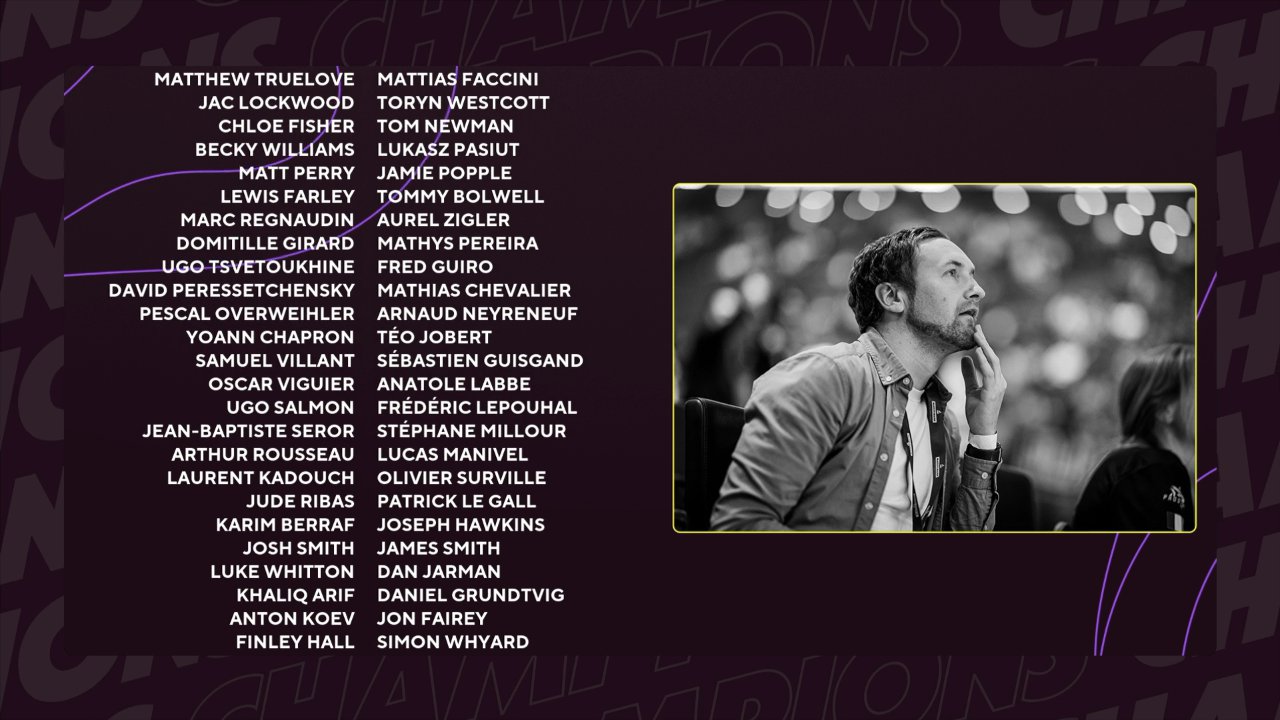 CHAMPIONS
MATTHEW TRUELOVE MATTIAS FACCINI
JAC LOCKWOOD TORYN WESTCOTT
CHLOE FISHER TOM NEWMAN
BECKY WILLIAMS LUKASZ PASIUT
MATT PERRY JAMIE POPPLE
LEWIS FARLEY TOMMY BOLWELL
MARC REGNAUDIN AUREL ZIGLER
DOMITILLE GIRARD MATHYS PEREIRA
UGO TSVETOUKHINE FRED GUIRO
DAVID PERESSETCHENSKY MATHIAS CHEVALIER
PESCAL OVERWEIHLER ARNAUD NEYRENEUF
YOANN CHAPRON TÉO JOBERT
SAMUEL VILLANT SÉBASTIEN GUISGAND
OSCAR VIGUIER ANATOLE LABBE
UGO SALMON FRÉDÉRIC LEPOUHAL
JEAN-BAPTISTE SEROR STÉPHANE MILLOUR
ARTHUR ROUSSEAU LUCAS MANIVEL
LAURENT KADOUCH OLIVIER SURVILLE
JUDE RIBAS PATRICK LE GALL
KARIM BERRAF JOSEPH HAWKINS
JOSH SMITH JAMES SMITH
LUKE WHITTON DAN JARMAN
KHALIQ ARIF DANIEL GRUNDTVIG
ANTON KOEV JON FAIREY
FINLEY HALL SIMON WHYARD
CHAMPIONS